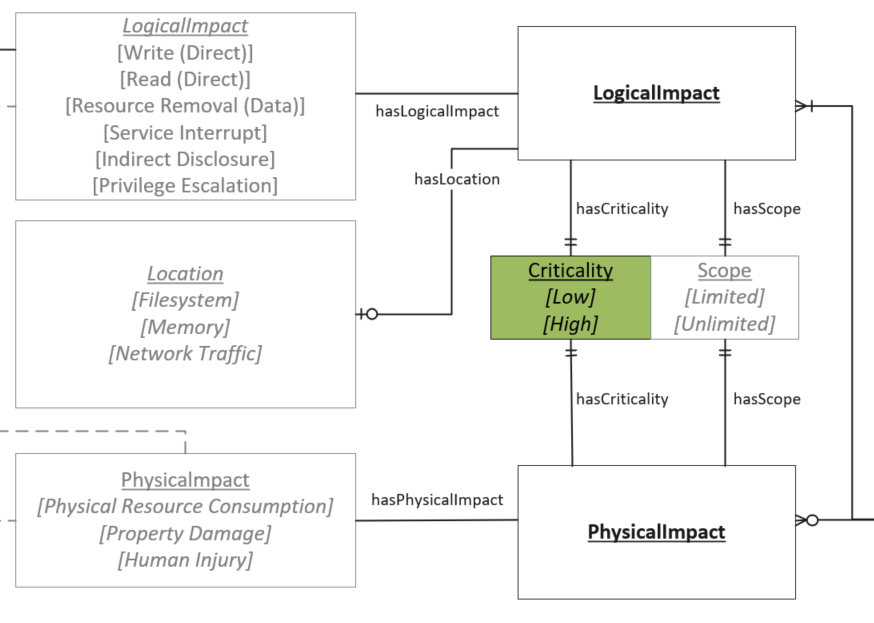 LogicalImpact
[Write (Direct)]
[Read (Direct)]
[Resource Removal (Data)]
[Service Interrupt]
[Indirect Disclosure]
[Privilege Escalation]
hasLogicalImpact
LogicalImpact
hasLocation
hasCriticality
hasScope
Location
[Filesystem]
[Memory]
[Network Traffic]
Criticality
[Low]
[High]
Scope
[Limited]
[Unlimited]
hasCriticality
hasScope
Physicalmpact
[Physical Resource Consumption]
[Property Damage]
[Human Injury]
hasPhysicalImpact
PhysicalImpact